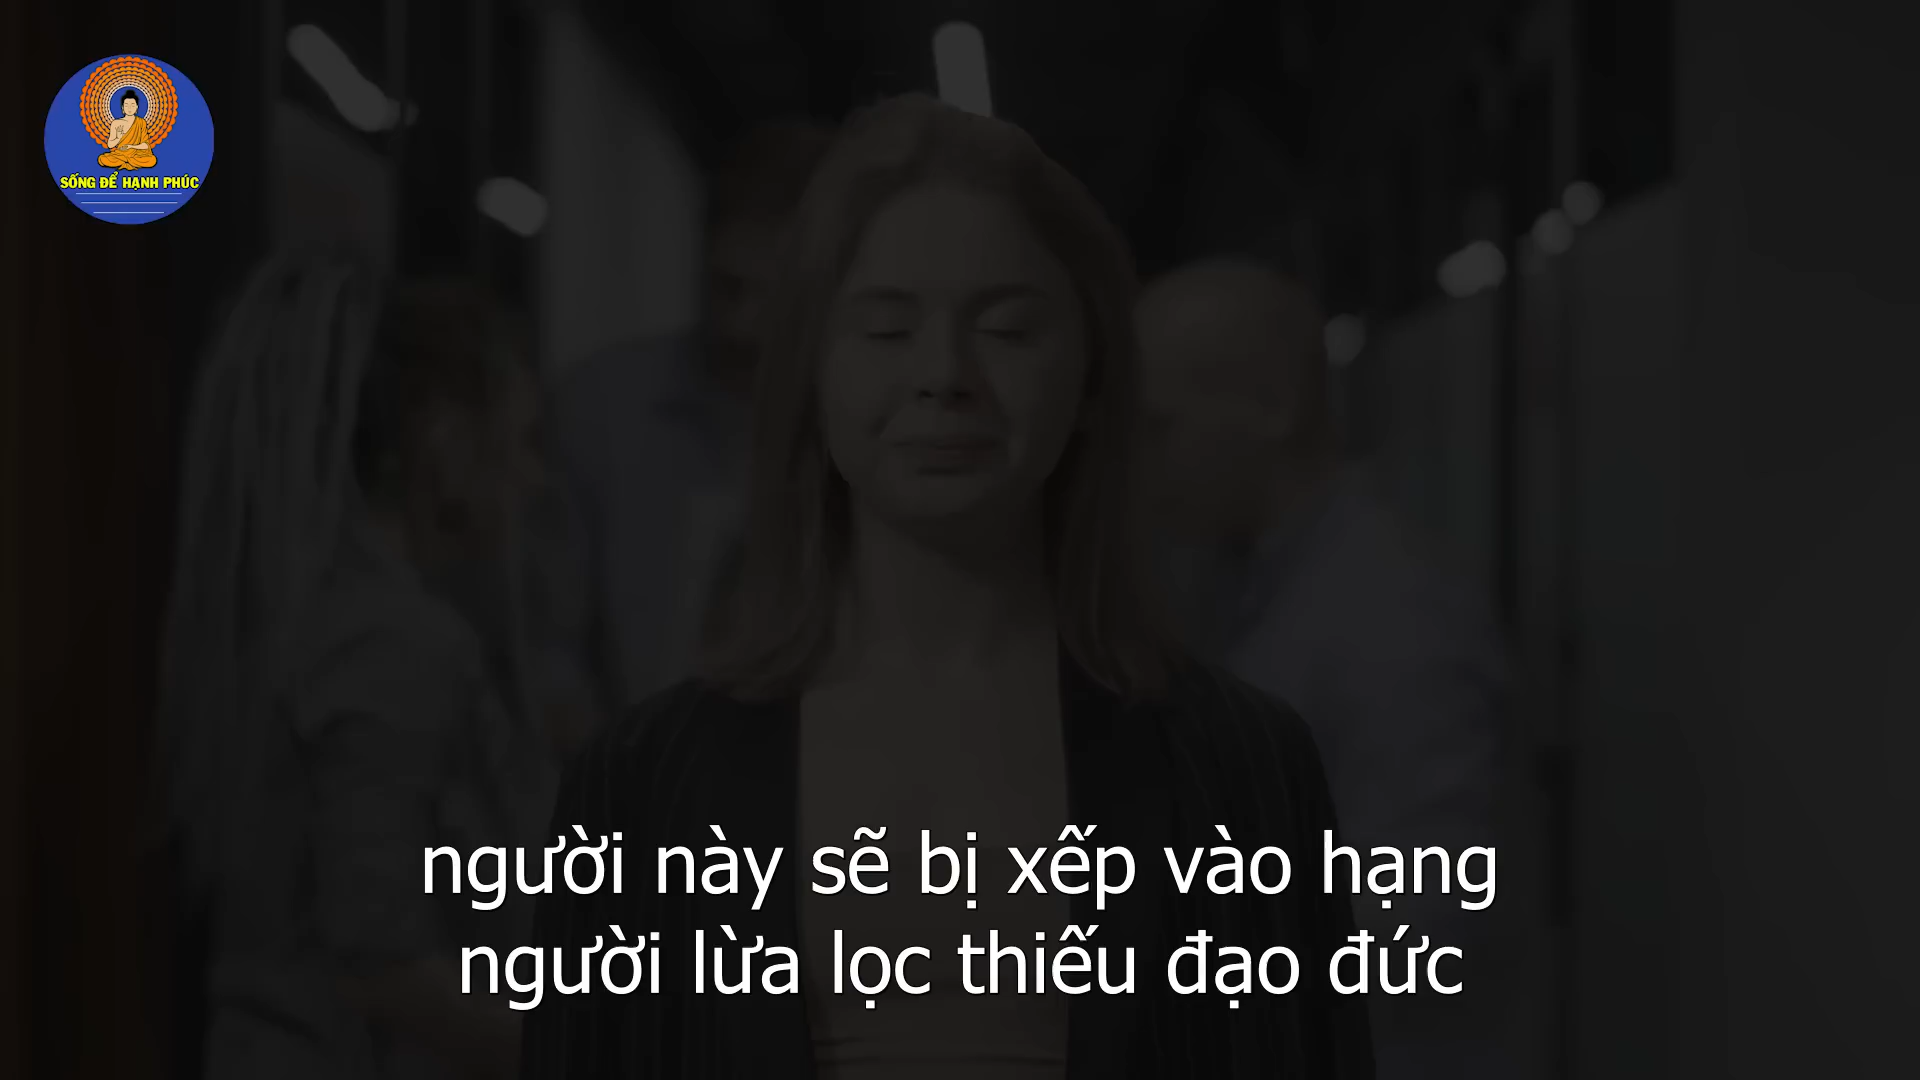 SỐNG ĐỂ HẠNH PHÚC
người này sẽ bị xếp vào hạng
người lừa lọc thiếu đạo đức